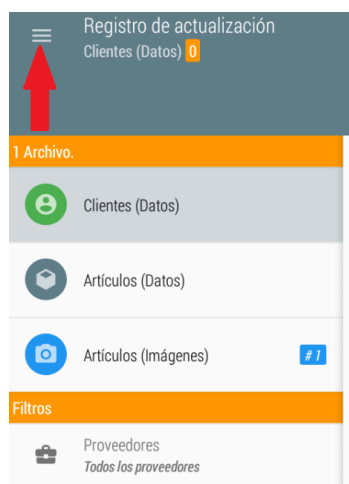 Registro de actualización
Clientes (Datos) 0
1 Archivo.
Clientes (Datos)
Artículos (Datos)
Artículos (Imágenes) # 1
Filtros
Proveedores
Todos los proveedores